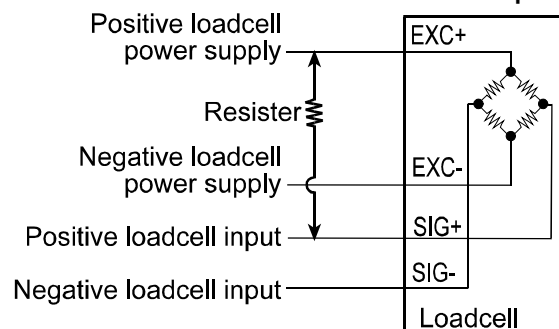 Positive loadcell
power supply
EXC+
Resister
Negative loadcell
power supply
EXC-
Positive loadcell input
SIG+
Negative loadcell input
SIG-
Loadcell